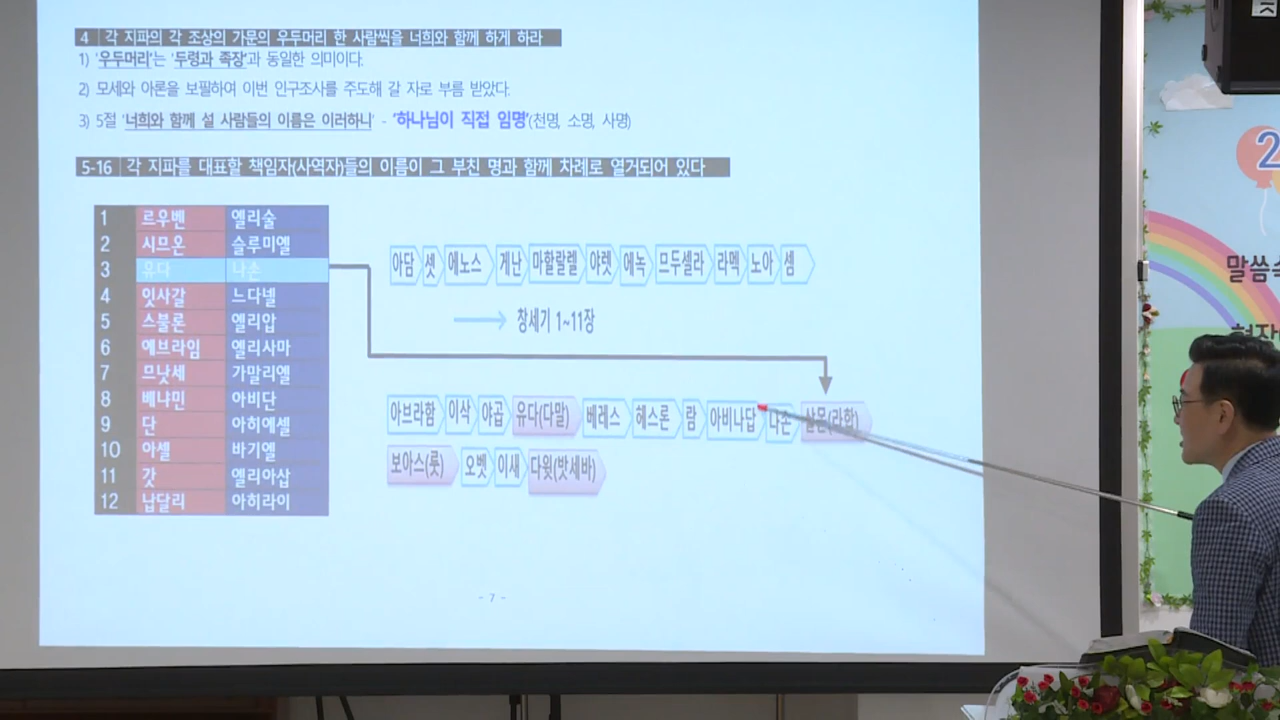 4 각 지파의 각 조상의 가문의 우두머리 한 사람씩을 너희와 함께 하게 하라
1) '우두머리'는 '두령과 족장'과 동일한 의미이다.
2) 모세와 아론을 보필하여 이번 인구조사를 주도해 갈 자로 부름 받았다.
3) 5절 '너희와 함께 설 사람들의 이름은 이러하니' - '하나님이 직접 임명'(천명, 소명, 사명)
5-16 각 지파를 대표할 책임자(사역자)들의 이름이 그 부친 명과 함께 차례로 열거되어 있다
1 르우벤 엘리술
2 시므온 슬루미엘
3 유다 나손
4 잇사갈 느다넬
5 스불론 엘리압
6 에브라임 엘리사마
7 므낫세 가말리엘
8 베냐민 아비단
9 단 아히에셀
10 아셀 바기엘
11 갓 엘리아삽
12 납달리 아히라이
아담 셋 에노스 게난 마할랄렐 야렛 에녹 므두셀라 라멕 노아 셈
창세기 1~11장
아브라함 이삭 야곱 유다(다말) 베레스 헤스론 람 아비나답 나손 살몬(라합)
보아스(룻) 오벳 이새 다윗(밧세바)
- 7 -
2
말씀